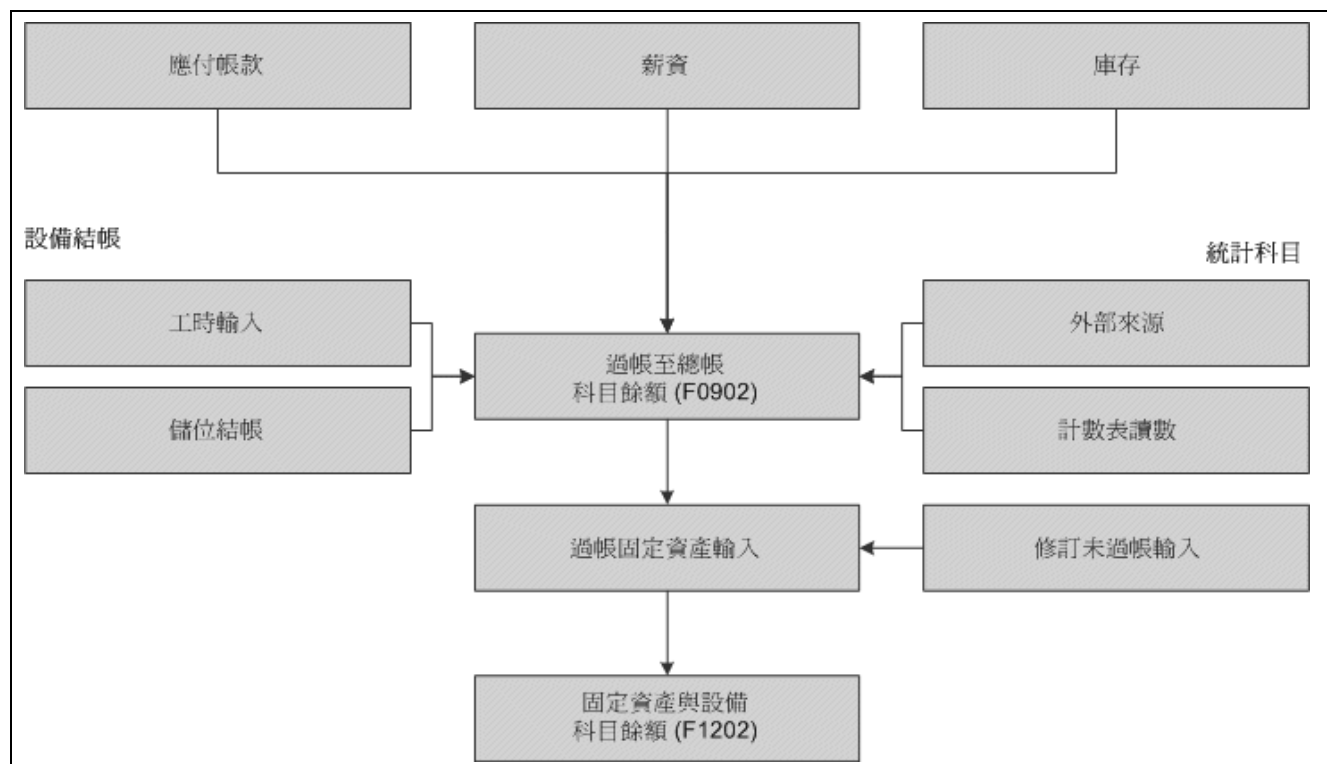 應付帳款
薪資
庫存
設備結帳
統計科目
工時輸入
外部來源
過帳至總帳
科目餘額 (F0902)
儲位結帳
計數表讀數
過帳固定資產輸入
修訂未過帳輸入
固定資產與設備
科目餘額 (F1202)